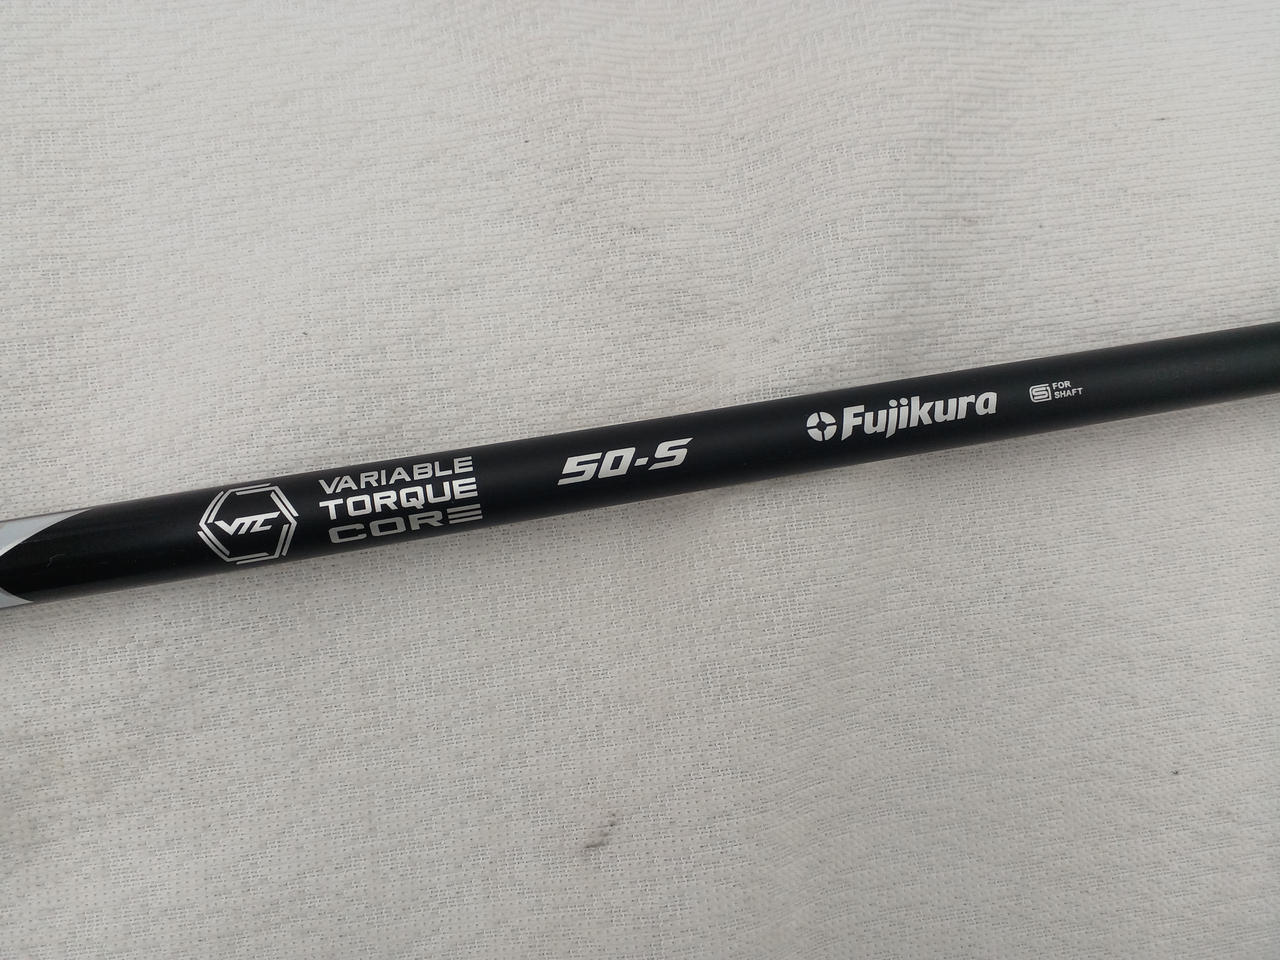 VTC
VARIABLE
TORQUE
CORE
50-S
Fujikura
FOR
SHAFT